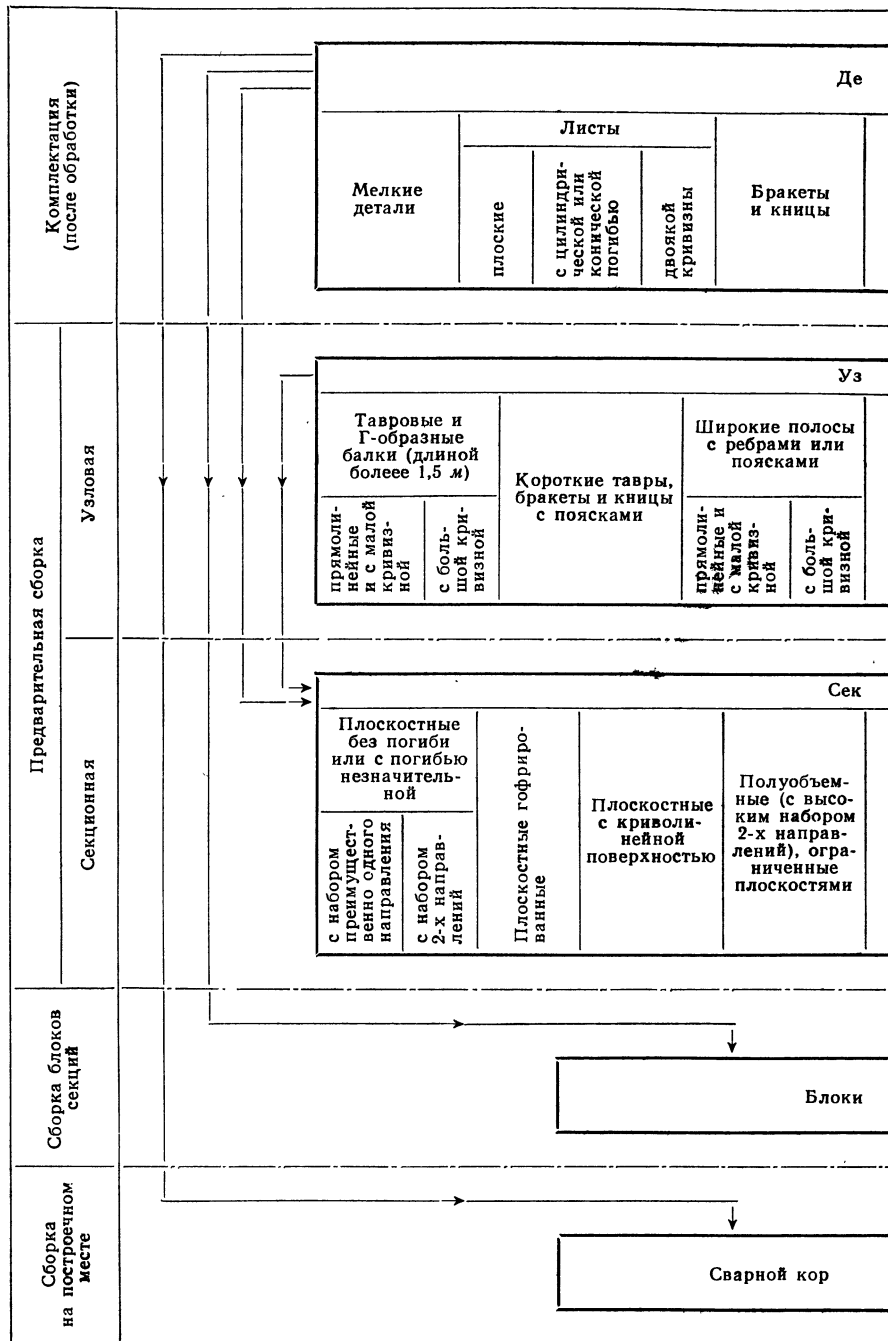 Комплектация
(после обработки)
Де
Мелкие
детали
Листы
плоские
с цилиндри-
ческой или
конической
погибью
двоякой
кривизны
Бракеты
и кницы
Предварительная сборка
Узловая
Уз
Тавровые и
Г-образные
балки (длиной
болеее 1,5 м)
прямоли-
нейные
и с малой
кривиз-
ной
с боль-
шой кри-
визной
Короткие тавры,
бракеты и кницы
с поясками
Широкие полосы
с ребрами или
поясками
прямоли-
нейные и
с малой
кривиз-
ной
с боль-
шой кри-
визной
Секционная
Сек
Плоскостные
без погиби
или с погибью
незначитель-
ной
с набором
преимущест-
венно одного
направления
с набором
2-х направ-
лений
Плоскостные гофриро-
ванные
Плоскостные
с криволи-
нейной
поверхностью
Полуобъем-
ные (с высо-
ким набором
2-х направ-
лений), огра-
ниченные
плоскостями
Сборка блоков
секций
Блоки
Сборка
на построечном
месте
Сварной кор